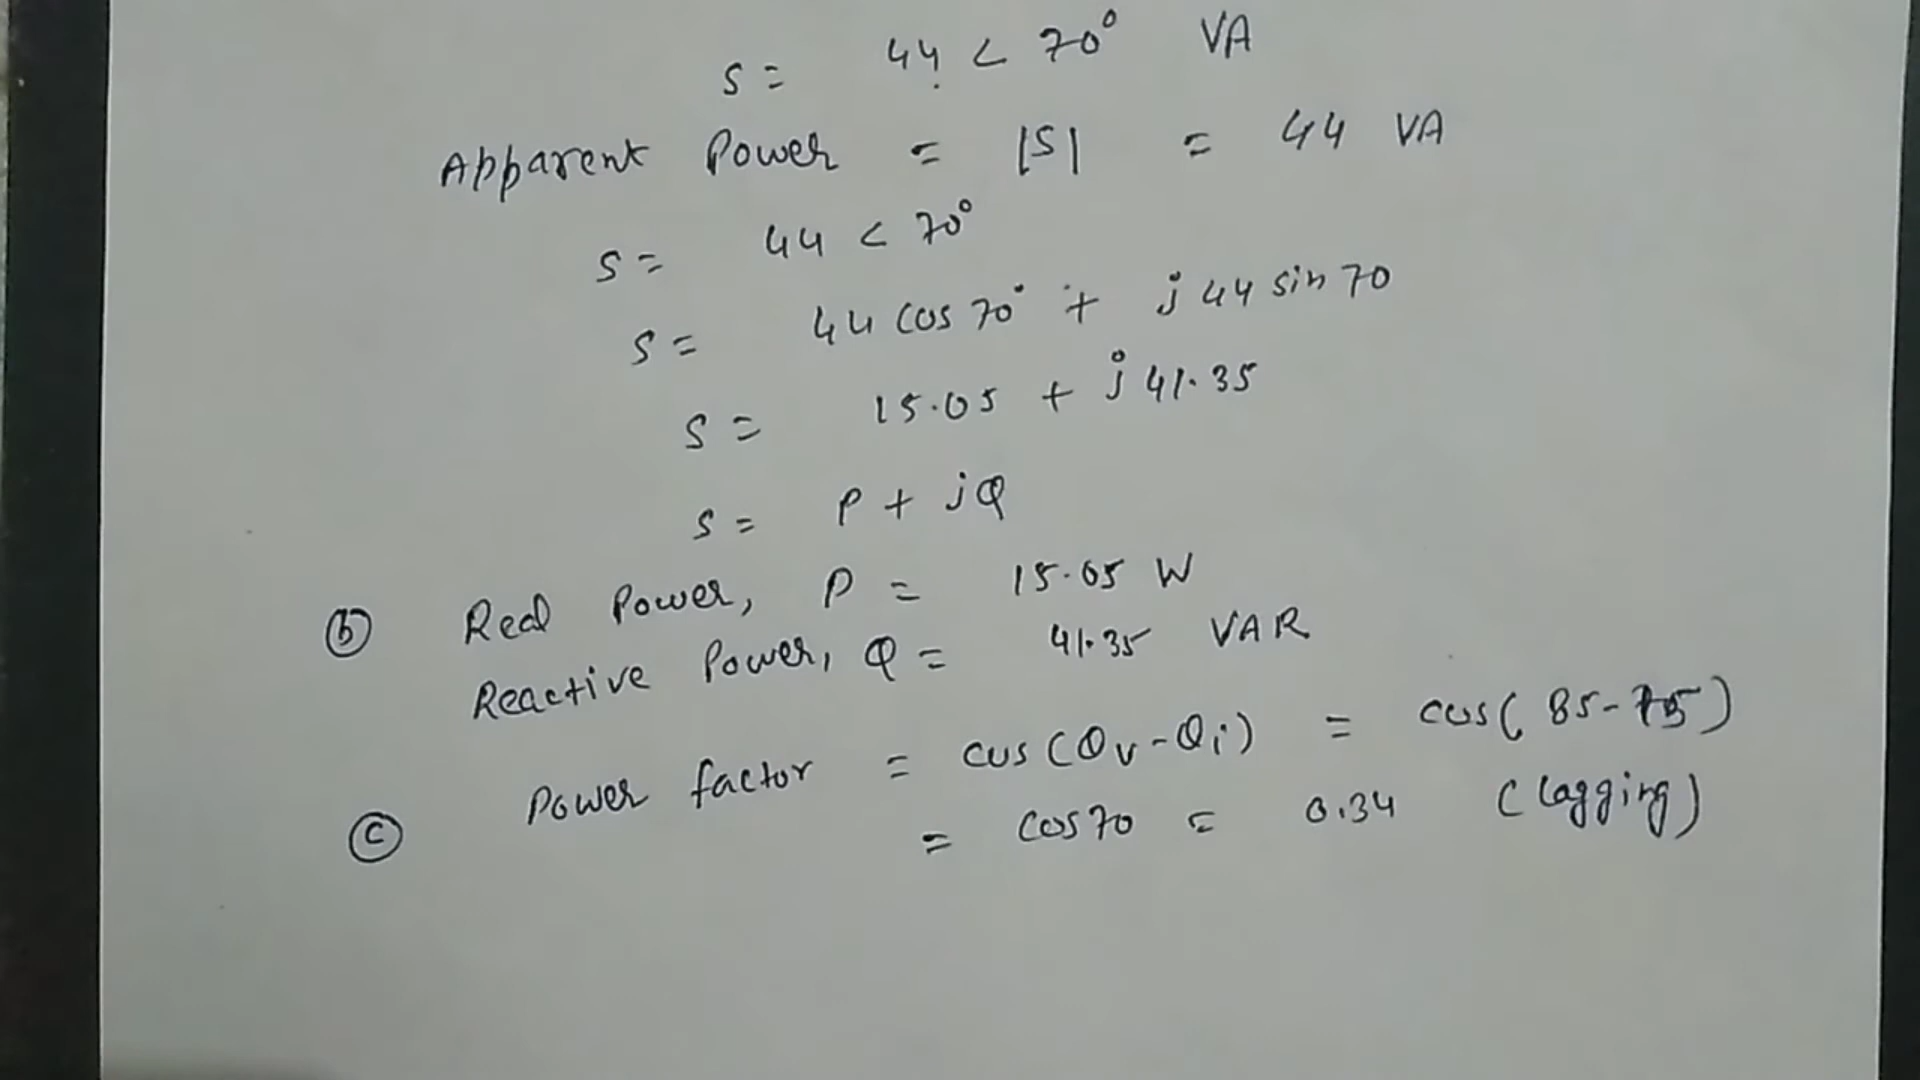 S = 44 < 70° VA
Apparent Power = |S| = 44 VA
S = 44 < 70°
S = 44 cos 70° + j 44 sin 70
S = 15.05 + j 41.35
S = P + jQ
(b) Real Power, P = 15.05 W
Reactive Power, Q = 41.35 VAR
(c) Power factor = cos (θv - θi) = cos( 85 - 15 )
= cos 70 = 0.34 (lagging)